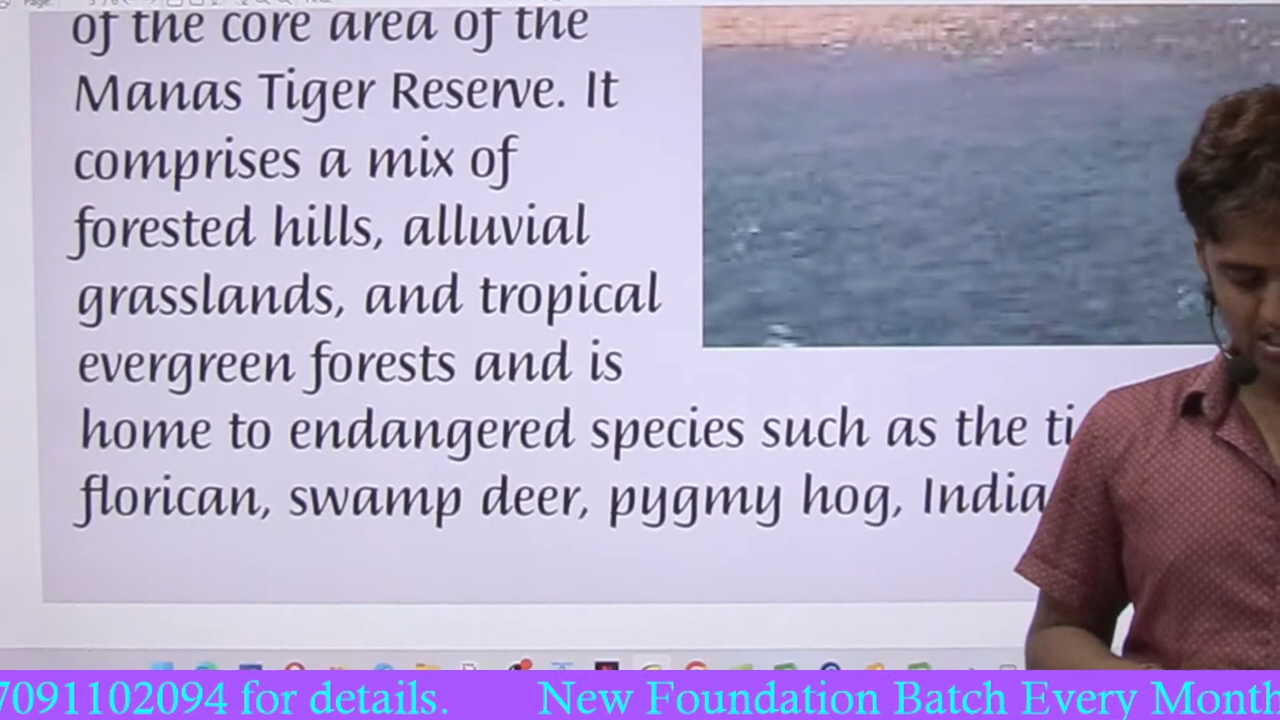 of the core area of the
Manas Tiger Reserve. It
comprises a mix of
forested hills, alluvial
grasslands, and tropical
evergreen forests and is
home to endangered species such as the
florican, swamp deer, pygmy hog,
7091102094 for details. New Foundation Batch Every Month